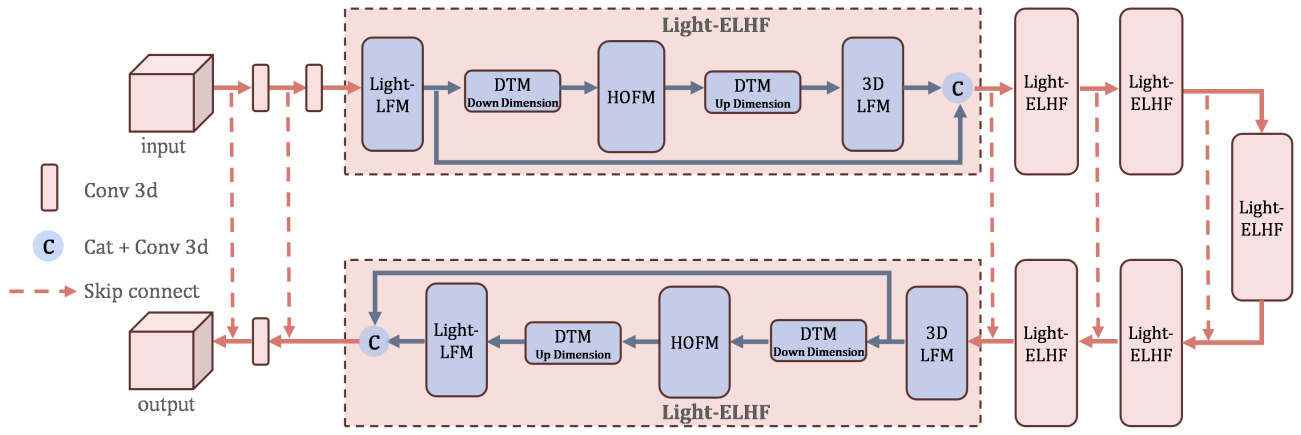 Light-ELHF
input
Light-
LFM
DTM
Down Dimension
HOFM
DTM
Up Dimension
3D
LFM
C
Light-
ELHF
Light-
ELHF
Light-
ELHF
Conv 3d
C
Cat + Conv 3d
Skip connect
output
C
Light-
LFM
DTM
Up Dimension
HOFM
DTM
Down Dimension
3D
LFM
Light-
ELHF
Light-
ELHF
Light-ELHF